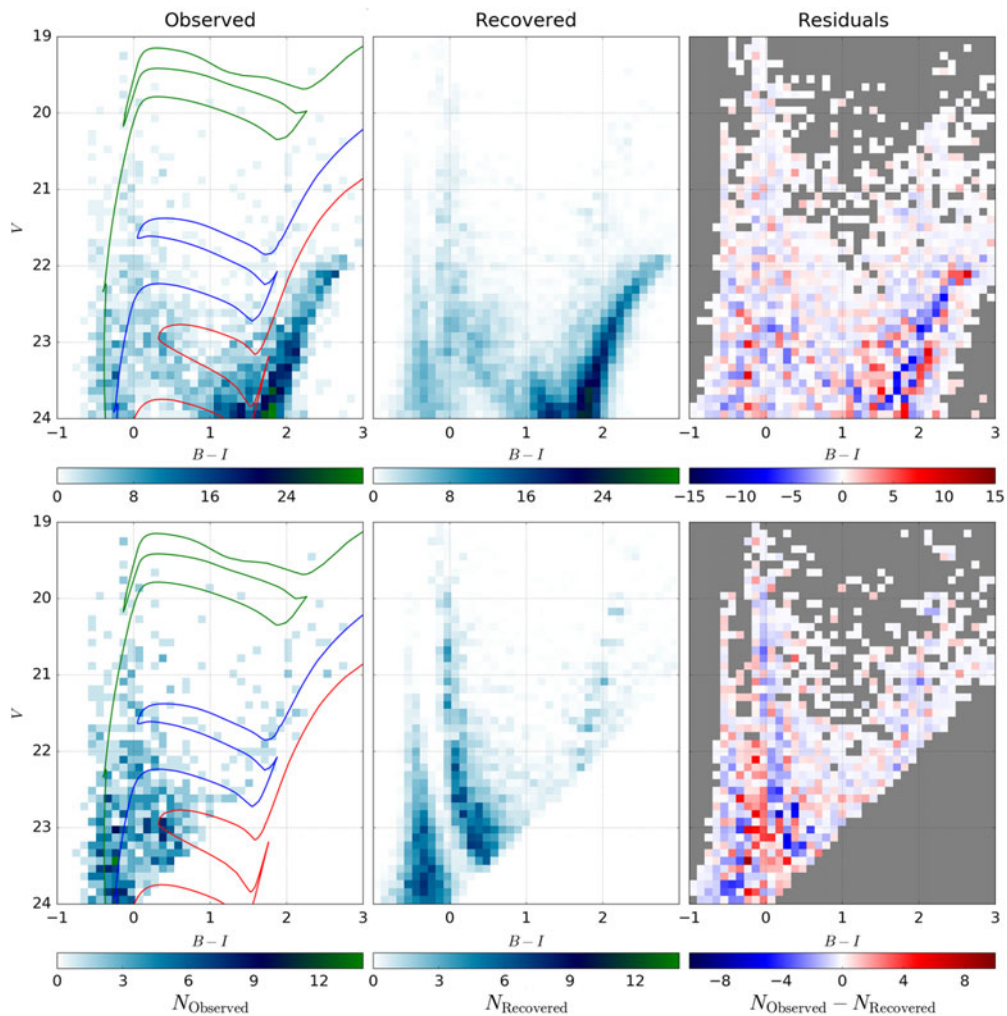 Observed Recovered Residuals
19
20
21
22
23
24
V
−1 0 1 2 3
0 1 2
−1 0 1 2 3
B − I B − I B − I
0 8 16 24
0 8 16 24
−15 −10 −5 0 5 10 15
19
20
21
22
23
24
V
−1 0 1 2 3
0 1 2
−1 0 1 2 3
B − I B − I B − I
0 3 6 9 12
0 3 6 9 12
−8 −4 0 4 8
N_Observed N_Recovered N_Observed − N_Recovered